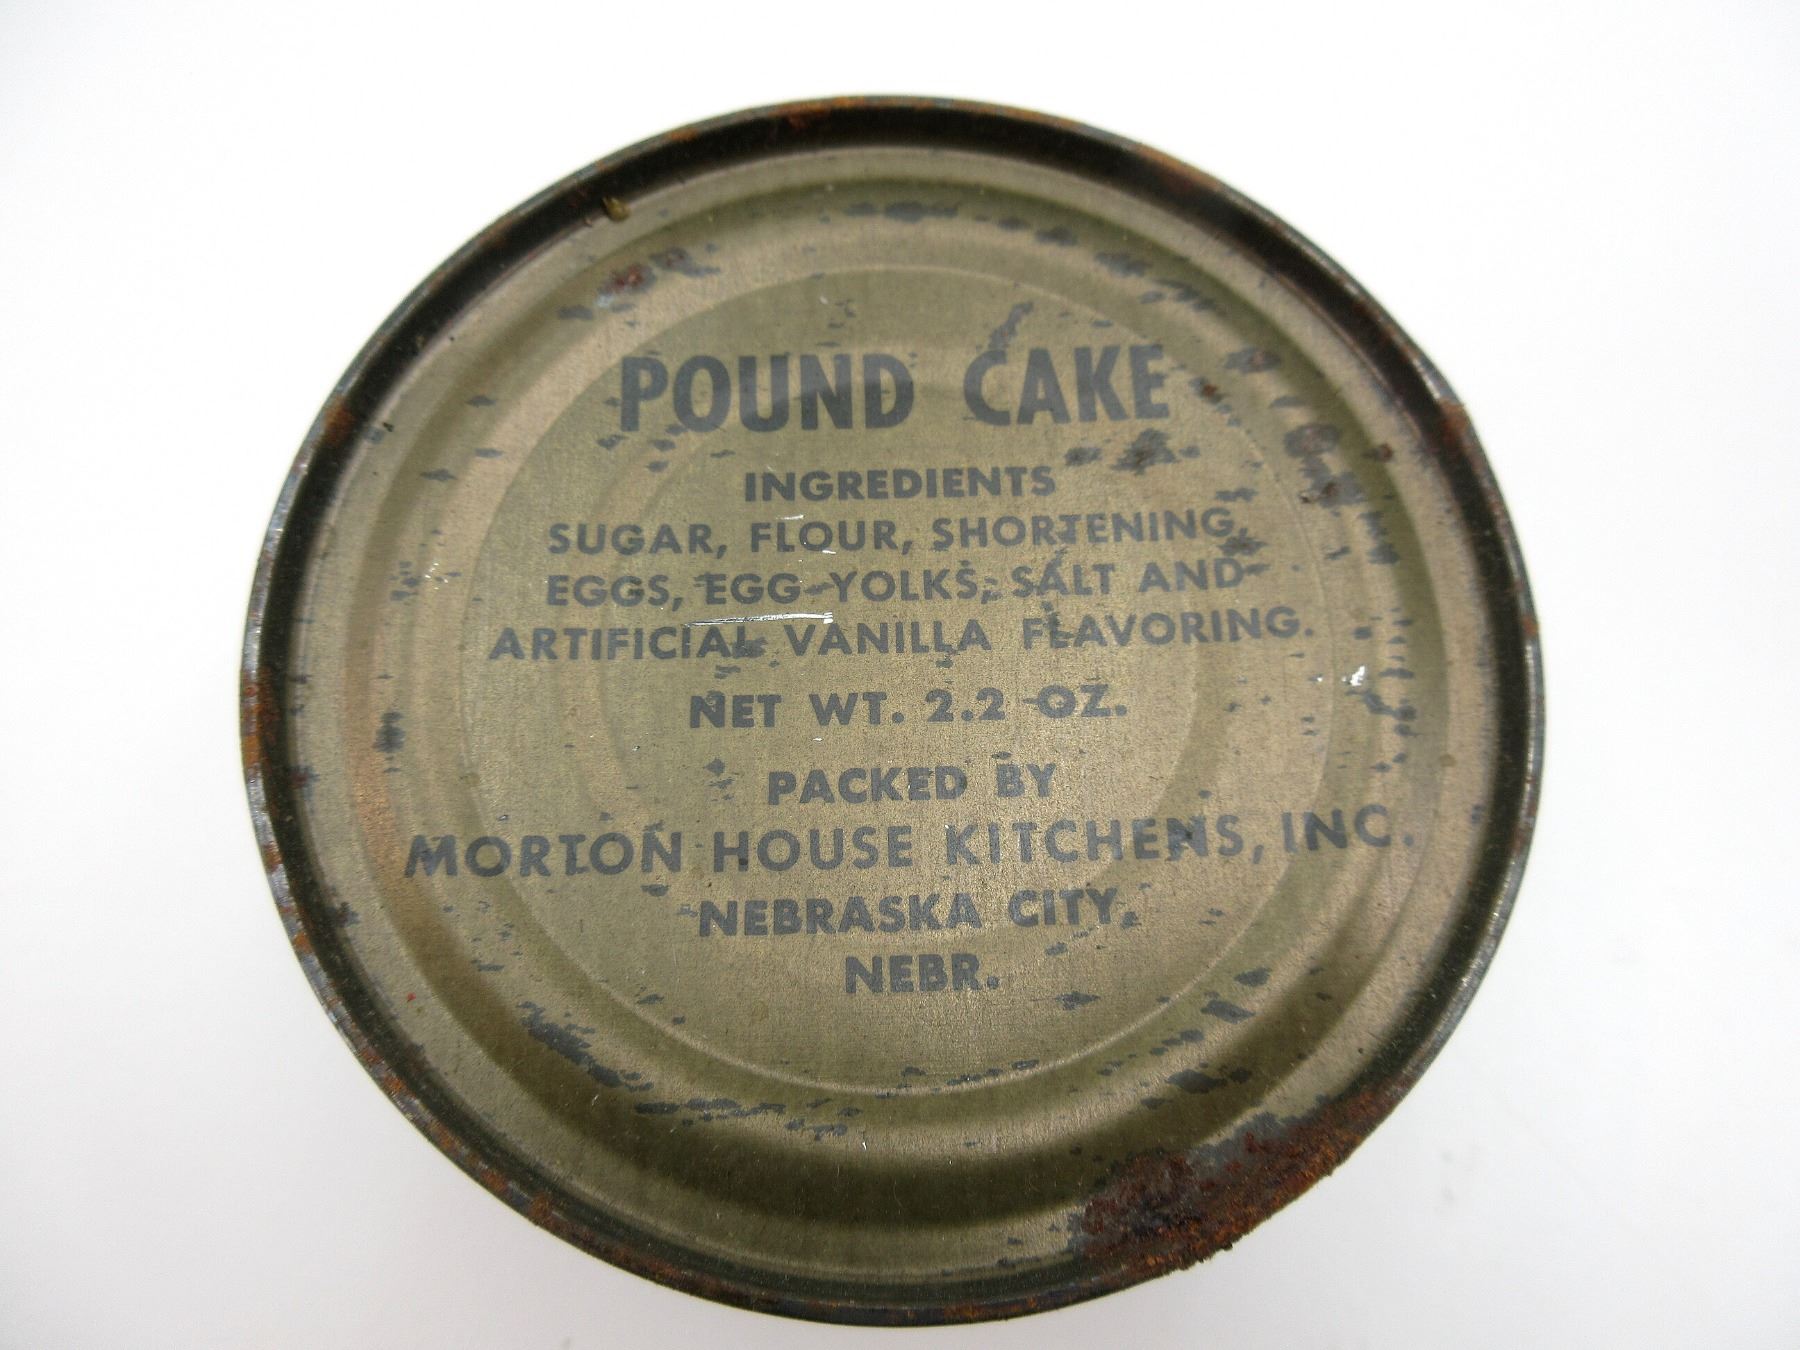 POUND CAKE
INGREDIENTS
SUGAR, FLOUR, SHORTENING,
EGGS, EGG YOLKS, SALT AND
ARTIFICIAL VANILLA FLAVORING.
NET WT. 2.2 OZ.
PACKED BY
MORTON HOUSE KITCHENS, INC.
NEBRASKA CITY,
NEBR.